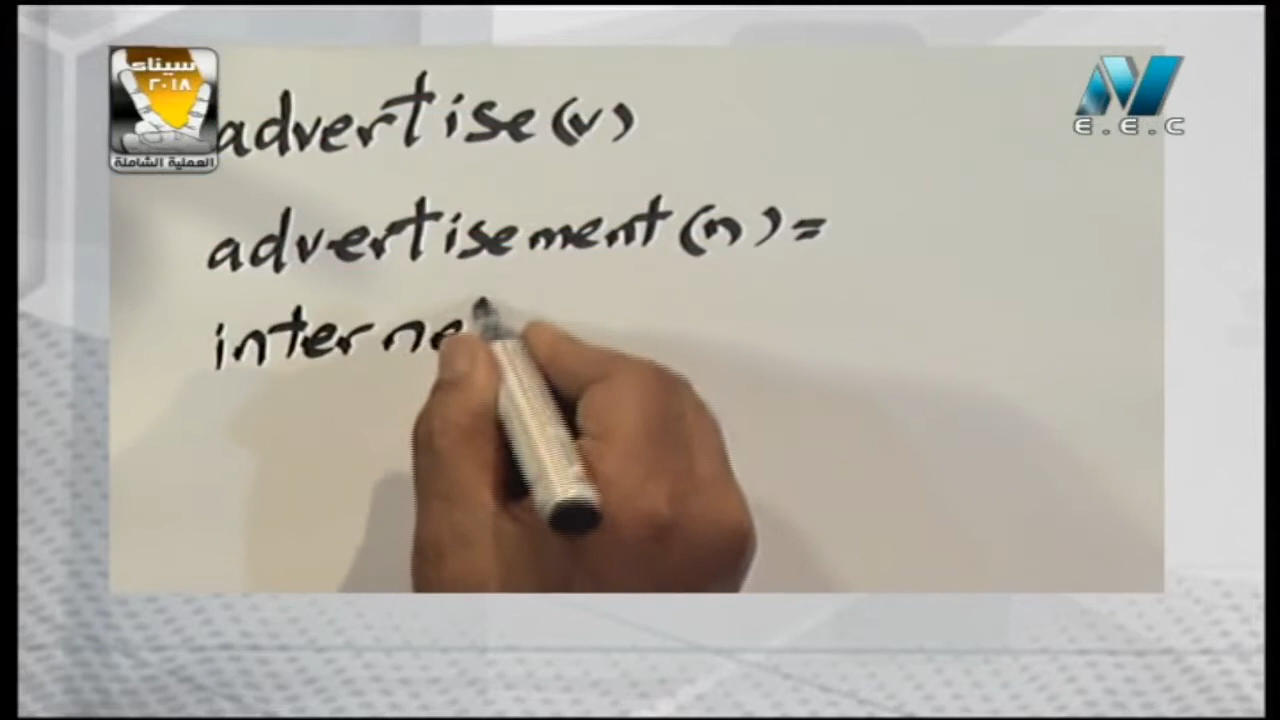 سيناء
٢٠١٨
العملية الشاملة
E.E.C
advertise (v)
advertisement (n) =
interne